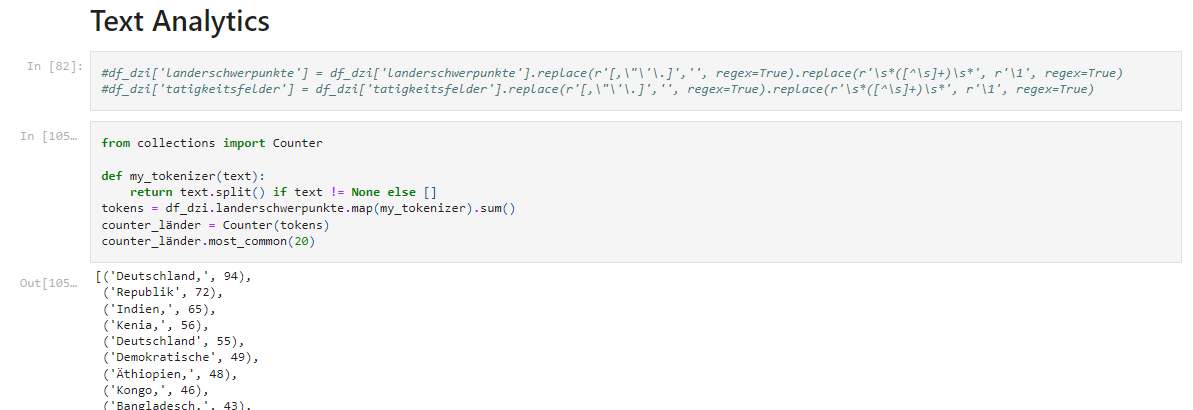 Text Analytics
In [82]:
#df_dzi['landerschwerpunkte'] = df_dzi['landerschwerpunkte'].replace(r'[,\"\'\.]','', regex=True).replace(r'\s*([^\s]+)\s*', r'\1', regex=True)
#df_dzi['tatigkeitsfelder'] = df_dzi['tatigkeitsfelder'].replace(r'[,\"\'\.]','', regex=True).replace(r'\s*([^\s]+)\s*', r'\1', regex=True)
In [105…
from collections import Counter
def my_tokenizer(text):
    return text.split() if text != None else []
tokens = df_dzi.landerschwerpunkte.map(my_tokenizer).sum()
counter_länder = Counter(tokens)
counter_länder.most_common(20)
Out[105…
[('Deutschland,', 94),
('Republik', 72),
('Indien,', 65),
('Kenia,', 56),
('Deutschland', 55),
('Demokratische', 49),
('Äthiopien,', 48),
('Kongo,', 46),
('Bangladesch,', 43),